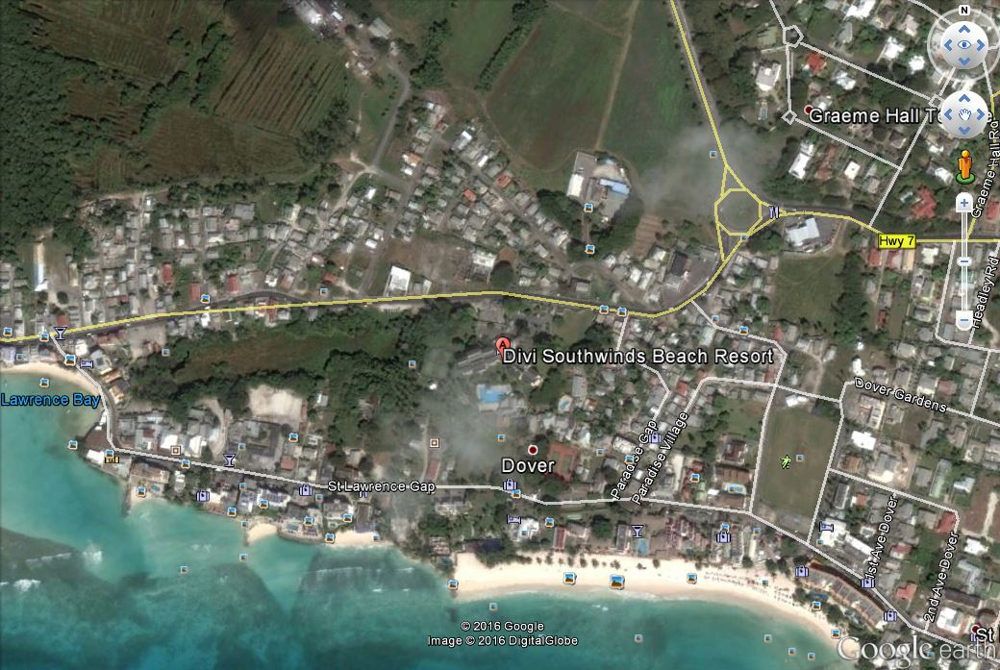 N
Graeme Hall
Graeme Hall Rd
Hwy 7
Headley Rd
A
Divi Southwinds Beach Resort
Lawrence Bay
Dover Gardens
Paradise Gap
Paradise Village
Dover
St Lawrence Gap
1st Ave Dover
2nd Ave Dover
© 2016 Google
Image © 2016 DigitalGlobe
Google earth
St